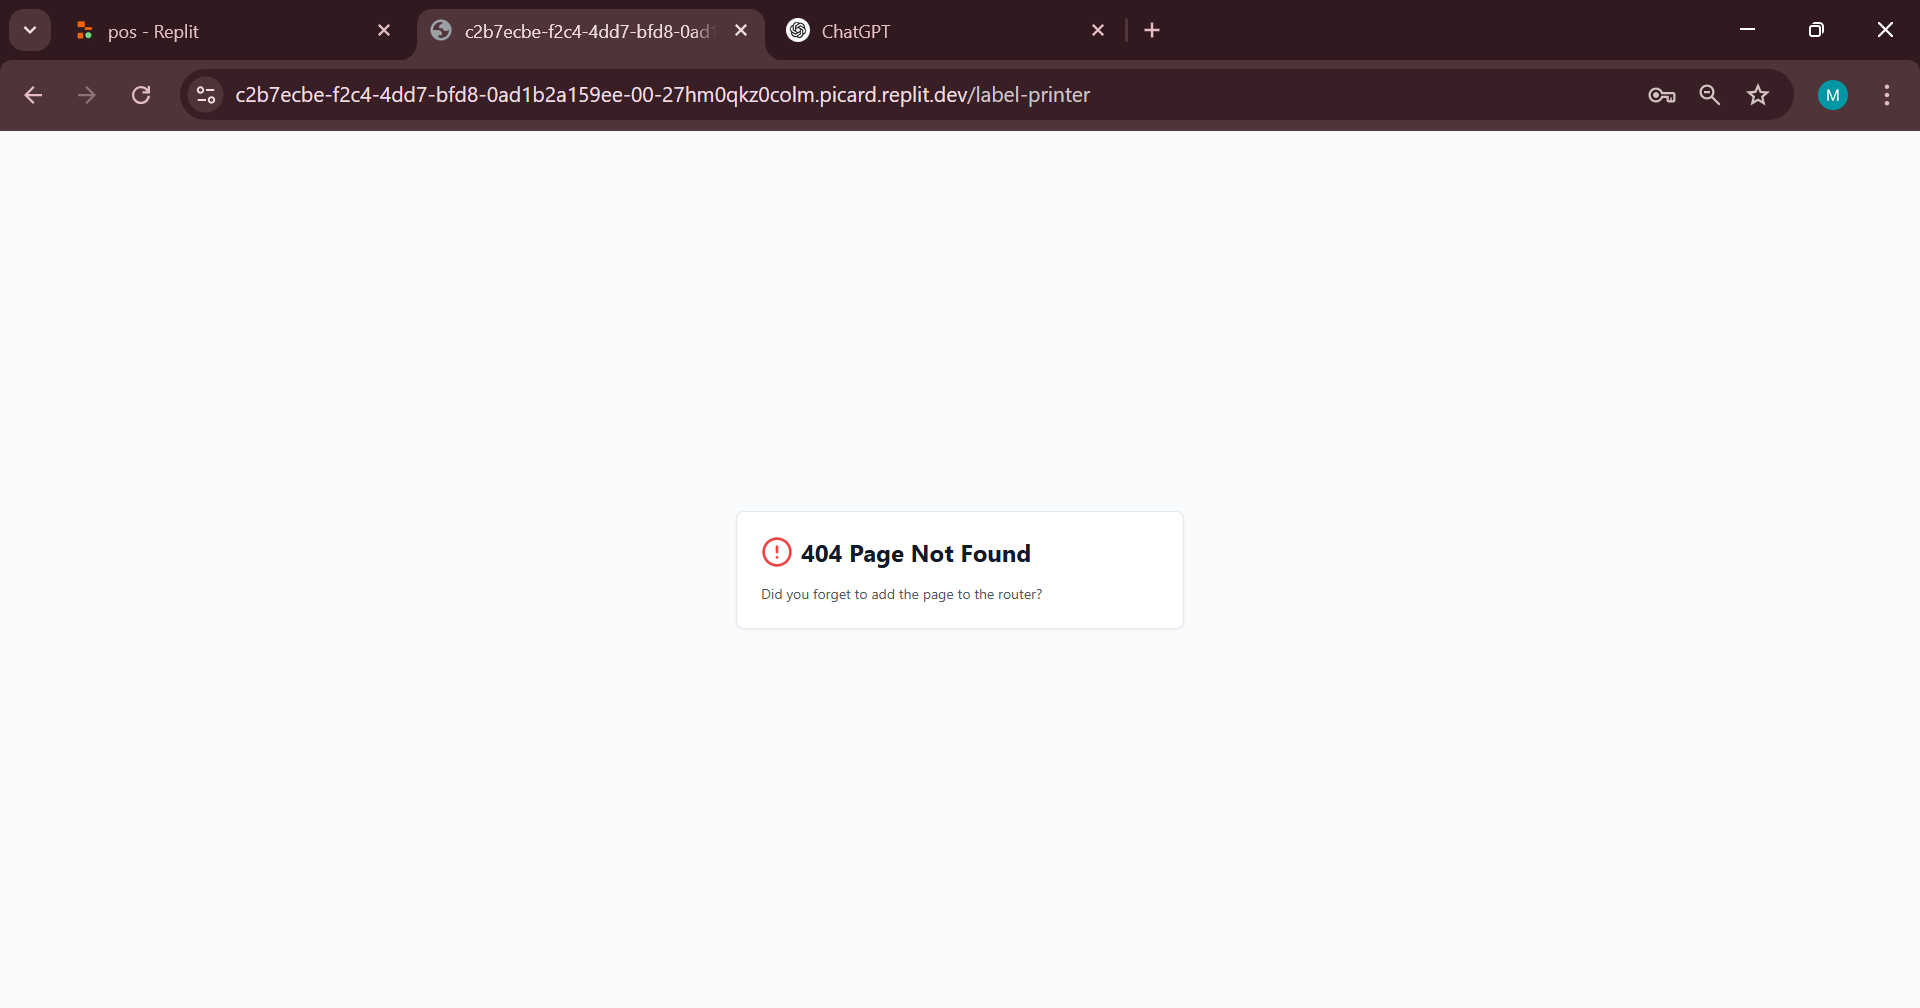 pos - Replit
c2b7ecbe-f2c4-4dd7-bfd8-0ad1
ChatGPT
c2b7ecbe-f2c4-4dd7-bfd8-0ad1b2a159ee-00-27hm0qkz0colm.picard.replit.dev/label-printer
M
404 Page Not Found
Did you forget to add the page to the router?